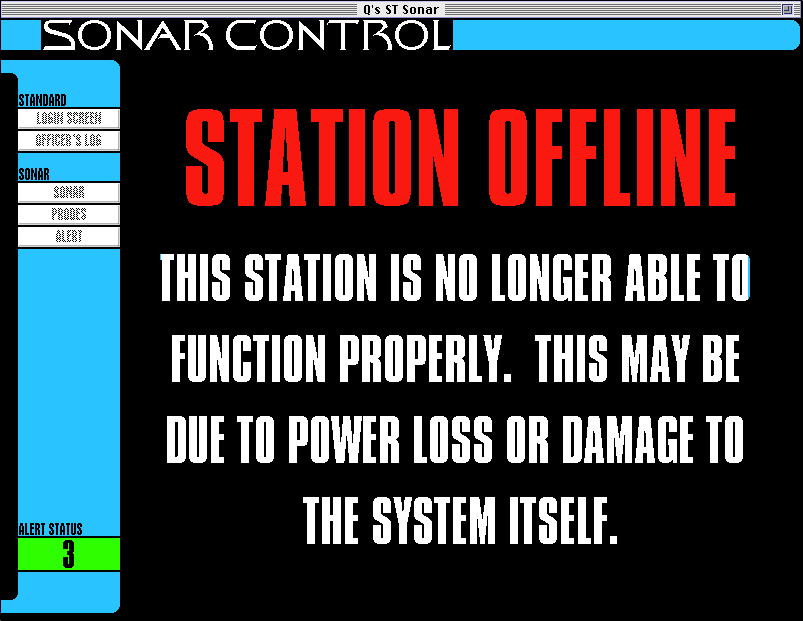 Q's ST Sonar
SONAR CONTROL
STANDARD
LOGIN SCREEN
OFFICER'S LOG
SONAR
SONAR
PROBES
ALERT
STATION OFFLINE
THIS STATION IS NO LONGER ABLE TO
FUNCTION PROPERLY.  THIS MAY BE
DUE TO POWER LOSS OR DAMAGE TO
THE SYSTEM ITSELF.
ALERT STATUS
3